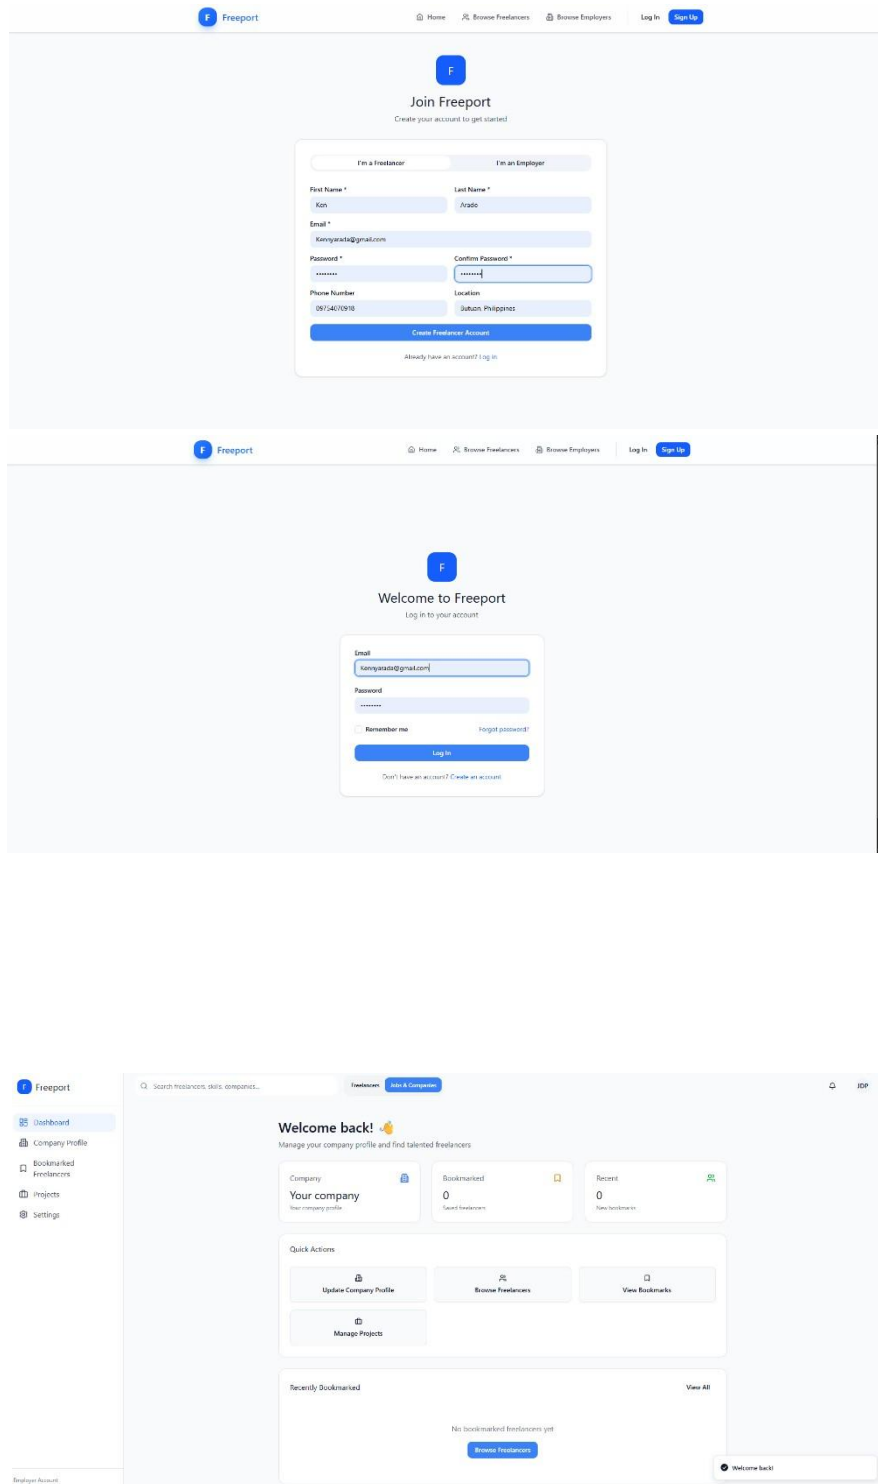 F Freeport Home Browse Freelancers Browse Employers Log In Sign Up
F
Join Freeport
Create your account to get started
I'm a Freelancer I'm an Employer
First Name * Last Name *
Ken Arado
Email *
Kennyarada@gmail.com
Password * Confirm Password *
•••••••• ••••••••
Phone Number Location
09754070918 Butuan, Philippines
Create Freelancer Account
Already have an account? Log in
F Freeport Home Browse Freelancers Browse Employers Log In Sign Up
F
Welcome to Freeport
Log in to your account
Email
Kennyarada@gmail.com
Password
••••••••
Remember me Forgot password?
Log In
Don't have an account? Create an account
F Freeport Search freelancers, skills, companies... Freelancers Jobs & Companies JDP
Dashboard
Company Profile
Bookmarked
Freelancers
Projects
Settings
Welcome back! 👋
Manage your company profile and find talented freelancers
Company Bookmarked Recent
Your company 0 0
Your company profile Saved freelancers New bookmarks
Quick Actions
Update Company Profile Browse Freelancers View Bookmarks
Manage Projects
Recently Bookmarked View All
No bookmarked freelancers yet
Browse Freelancers
Welcome back!
Employer Account